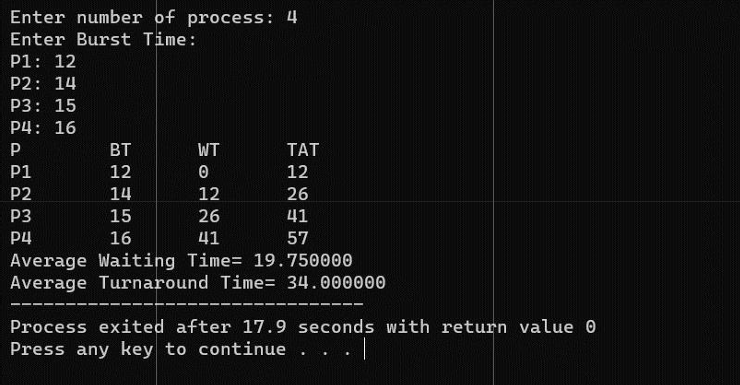 Enter number of process: 4
Enter Burst Time:
P1: 12
P2: 14
P3: 15
P4: 16
P BT WT TAT
P1 12 0 12
P2 14 12 26
P3 15 26 41
P4 16 41 57
Average Waiting Time= 19.750000
Average Turnaround Time= 34.000000
--------------------------------
Process exited after 17.9 seconds with return value 0
Press any key to continue . . .